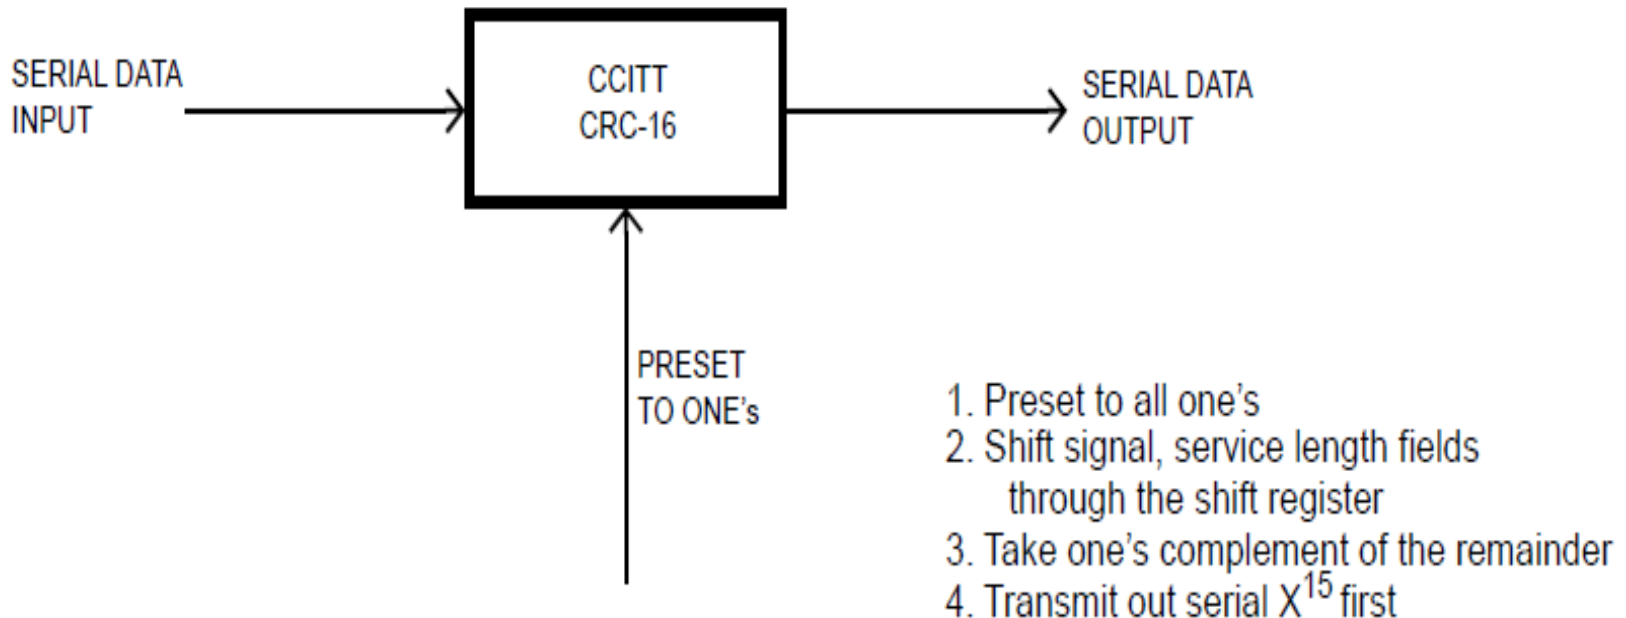 SERIAL DATA
INPUT
CCITT
CRC-16
SERIAL DATA
OUTPUT
PRESET
TO ONE's
1. Preset to all one's
2. Shift signal, service length fields
through the shift register
3. Take one's complement of the remainder
4. Transmit out serial X^15 first